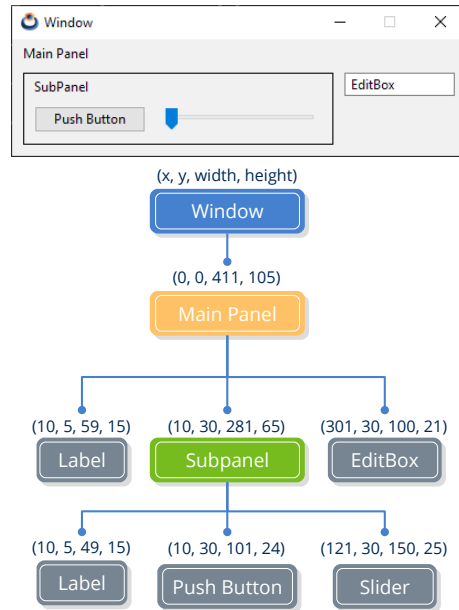 Window
Main Panel
SubPanel
EditBox
Push Button
(x, y, width, height)
Window
(0, 0, 411, 105)
Main Panel
(10, 5, 59, 15) (10, 30, 281, 65) (301, 30, 100, 21)
Label Subpanel EditBox
(10, 5, 49, 15) (10, 30, 101, 24) (121, 30, 150, 25)
Label Push Button Slider